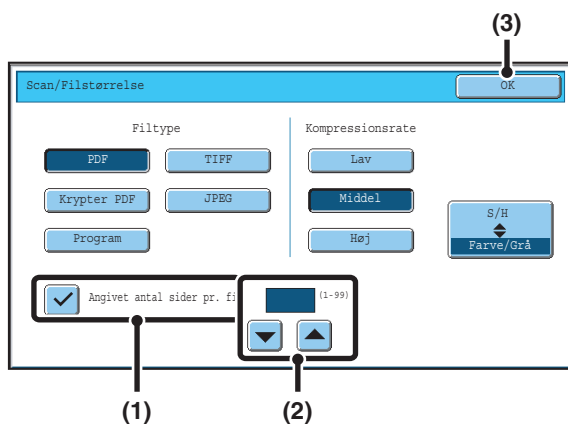 (3)
Scan/Filstørrelse
OK
Filtype
Kompressionsrate
PDF
TIFF
Lav
Krypter PDF
JPEG
Middel
S/H
Farve/Grå
Program
Høj
Angivet antal sider pr. fi
(1-99)
(1)
(2)